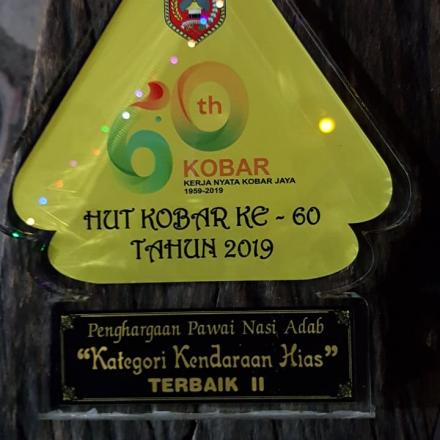 60th
KOBAR
KERJA NYATA KOBAR JAYA
1959-2019
HUT KOBAR KE - 60
TAHUN 2019
Penghargaan Pawai Nasi Adab
"Kategori Kendaraan Hias"
TERBAIK II